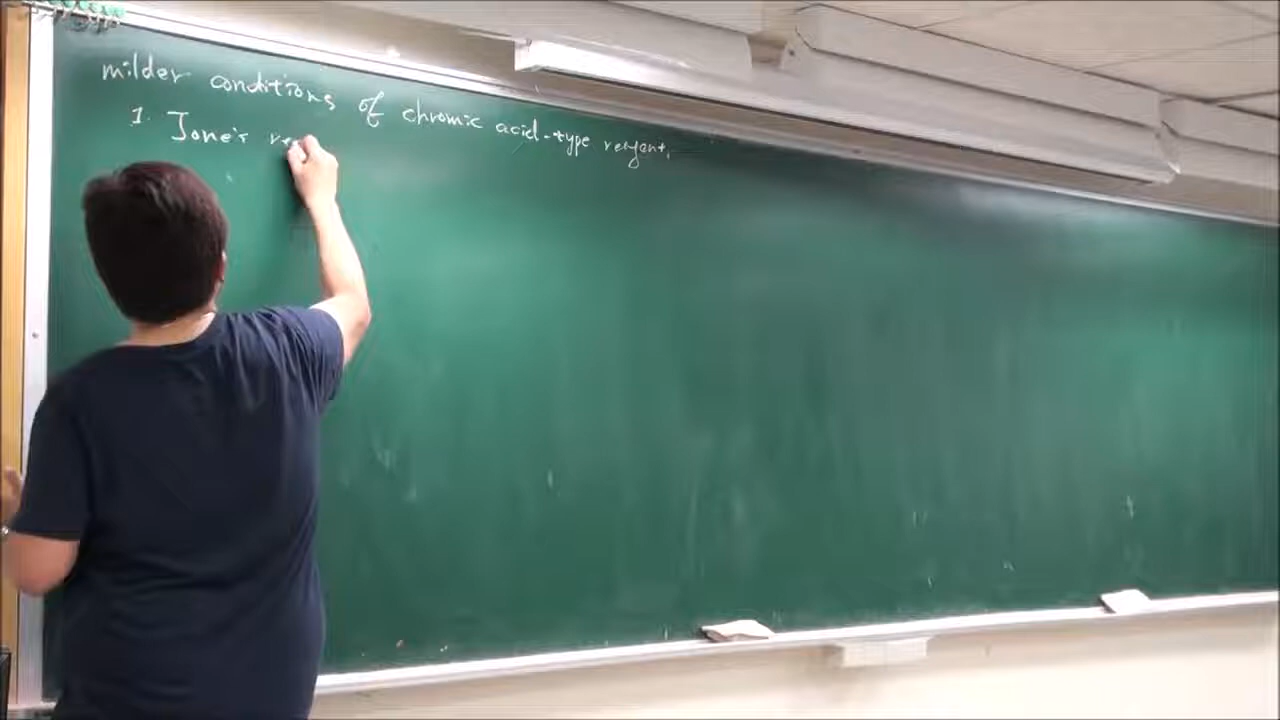 milder conditions of chromic acid-type reagent,
1. Jone's re